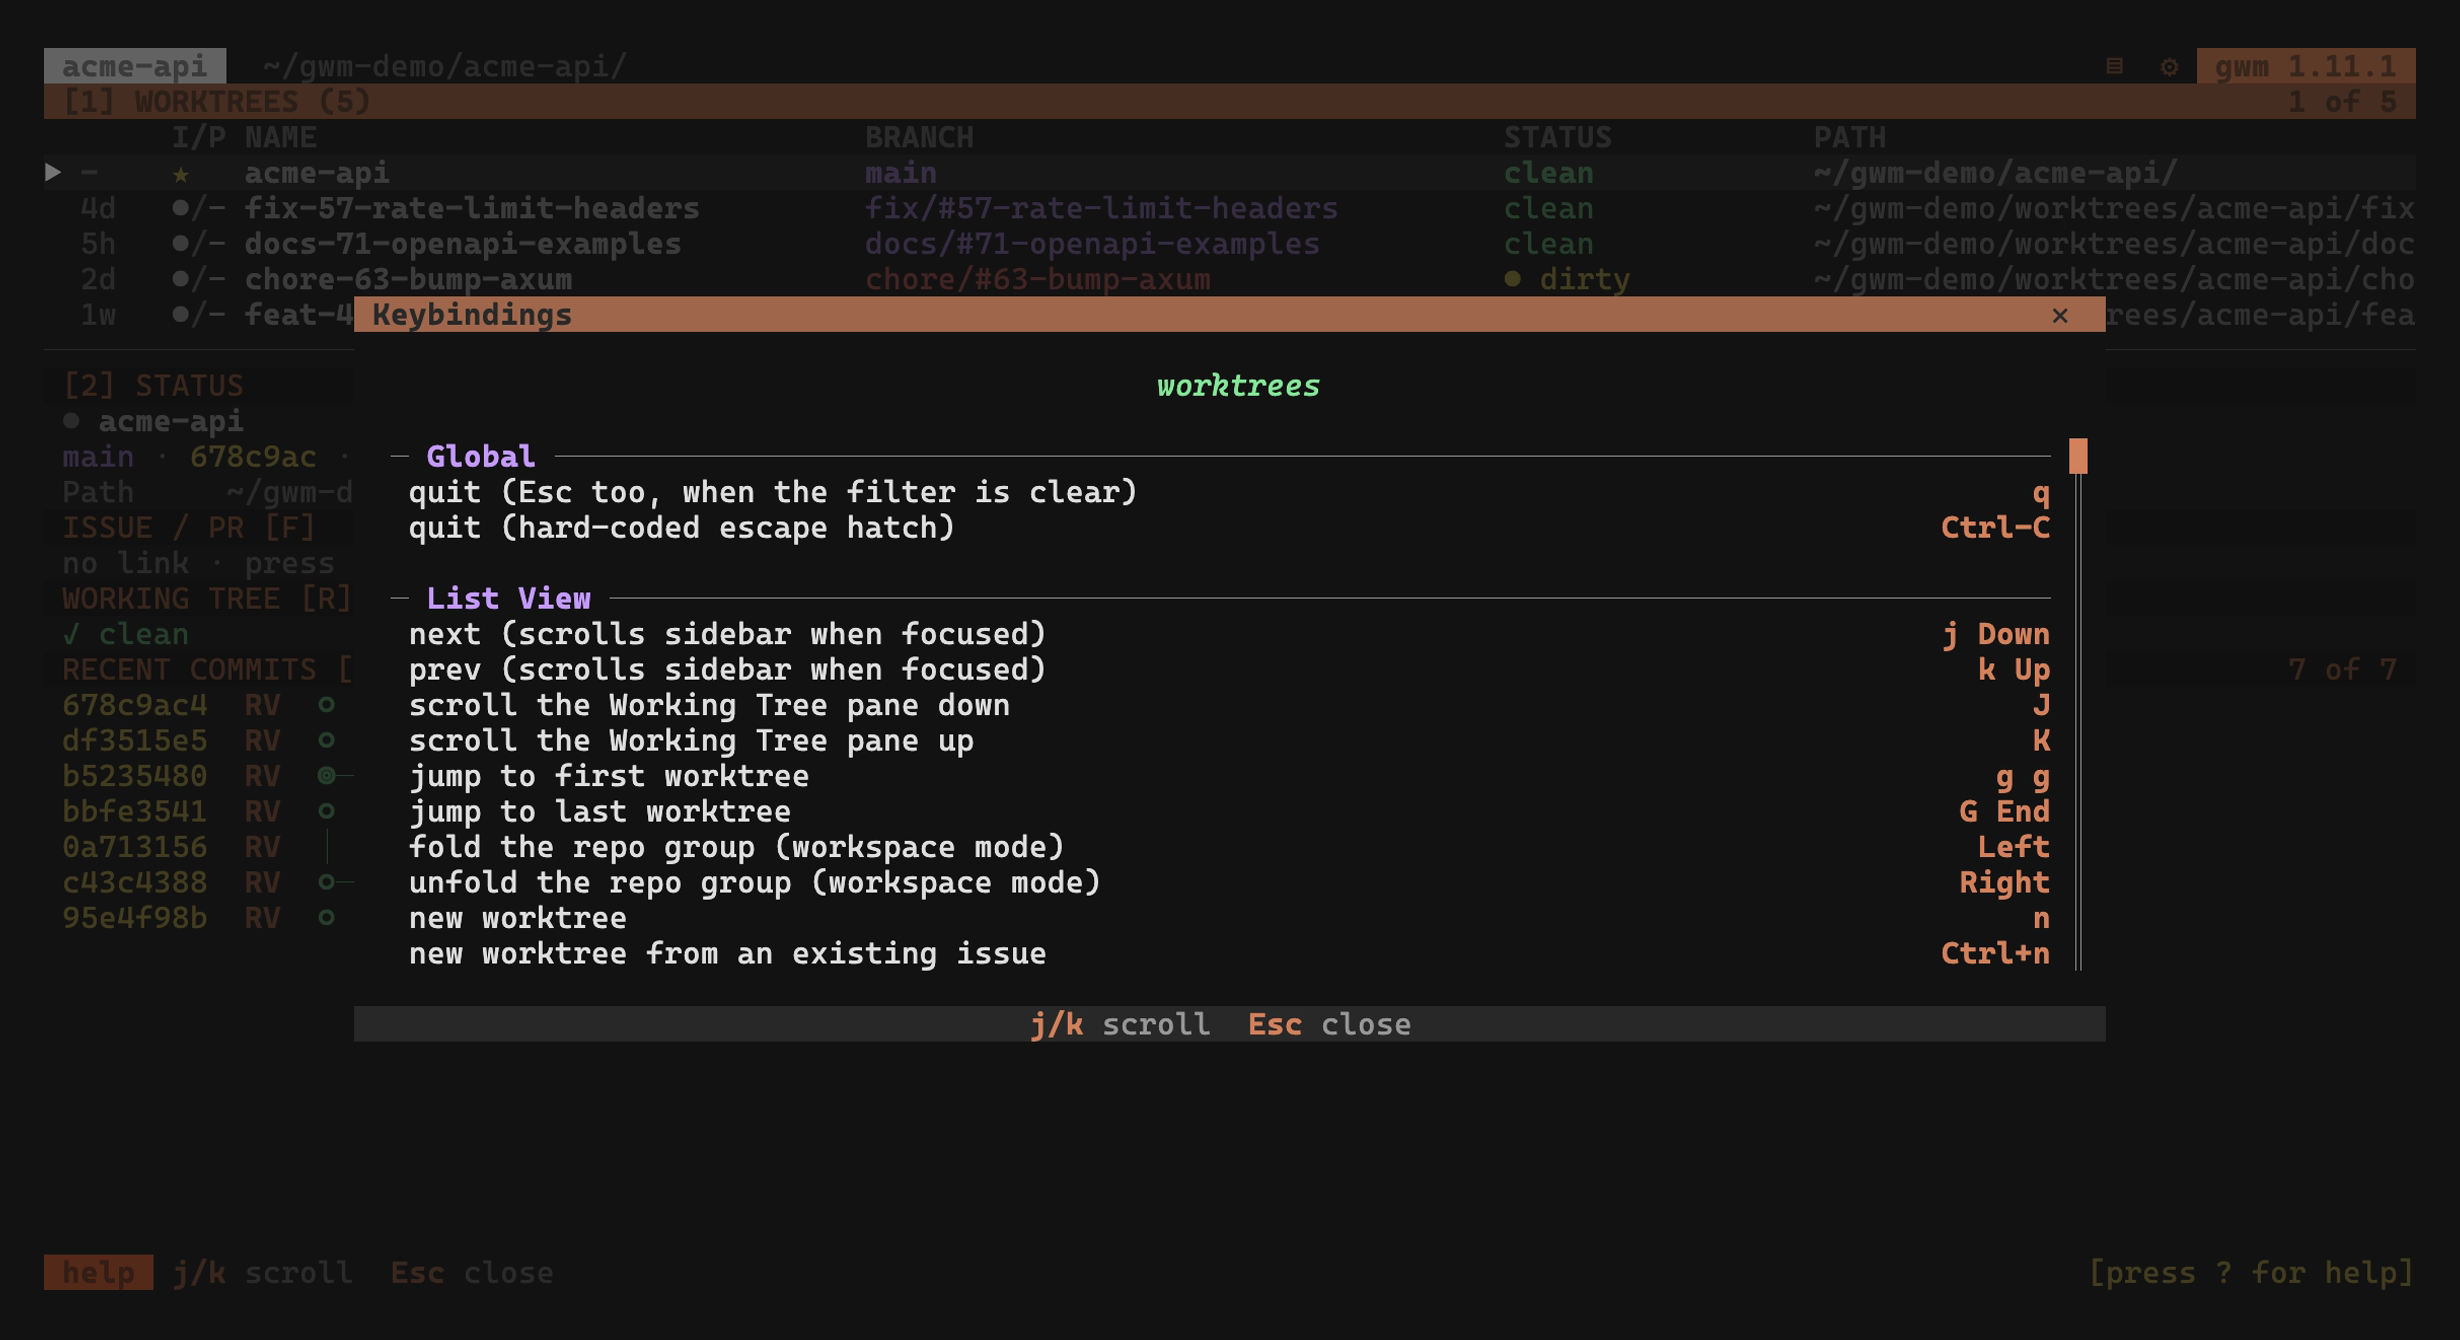 acme-api ~/gwm-demo/acme-api/ ⚙ gwm 1.11.1
[1] WORKTREES (5) 1 of 5
I/P NAME BRANCH STATUS PATH
▶ - ★ acme-api main clean ~/gwm-demo/acme-api/
4d ●/- fix-57-rate-limit-headers fix/#57-rate-limit-headers clean ~/gwm-demo/worktrees/acme-api/fix
5h ●/- docs-71-openapi-examples docs/#71-openapi-examples clean ~/gwm-demo/worktrees/acme-api/doc
2d ●/- chore-63-bump-axum chore/#63-bump-axum ● dirty ~/gwm-demo/worktrees/acme-api/cho
1w ●/- feat-4 rees/acme-api/fea
Keybindings ×
worktrees
Global
quit (Esc too, when the filter is clear) q
quit (hard-coded escape hatch) Ctrl-C
List View
next (scrolls sidebar when focused) j Down
prev (scrolls sidebar when focused) k Up
scroll the Working Tree pane down J
scroll the Working Tree pane up K
jump to first worktree g g
jump to last worktree G End
fold the repo group (workspace mode) Left
unfold the repo group (workspace mode) Right
new worktree n
new worktree from an existing issue Ctrl+n
j/k scroll Esc close
[2] STATUS
● acme-api
main · 678c9ac ·
Path ~/gwm-d
ISSUE / PR [F]
no link · press
WORKING TREE [R]
✓ clean
RECENT COMMITS [ 7 of 7
678c9ac4 RV
df3515e5 RV
b5235480 RV
bbfe3541 RV
0a713156 RV
c43c4388 RV
95e4f98b RV
help j/k scroll Esc close [press ? for help]